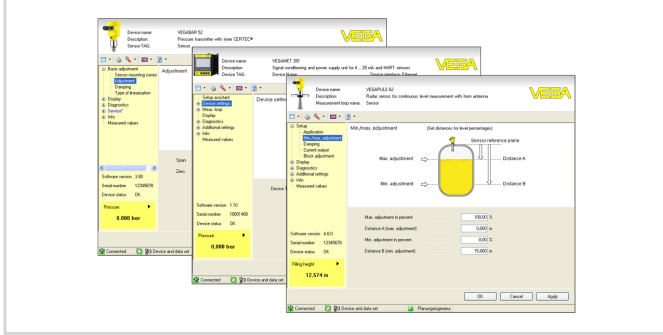 Device name: VEGABAR 52
Description: Pressure transmitter with inner CERTEC®
Sensor-TAG: Sensor
VEGA
Basic adjustment
Sensor mounting correc
Adjustment
Damping
Type of linearisation
Display
Diagnostics
Service
Info
Measured values
Adjustment
Span
Zero
Software version 3.80
Serial number 12345678
Device status OK
Pressure
0,000 bar
Connected
Device and data set
Device name: VEGAMET 391
Description: Signal conditioning and power supply unit for 4 ... 20 mA and HART sensors
Device TAG: Device Name
Device interface: Ethernet
VEGA
Setup assistant
Device settings
Meas. loop
Display
Diagnostics
Additional settings
Info
Measured values
Device settin
Device T
Software version 1.10
Serial number 10001400
Device status OK
Pressure
0,000 bar
Connected
Device and data set
Device name: VEGAPULS 62
Description: Radar sensor for continuous level measurement with horn antenna
Measurement loop name: Sensor
VEGA
Setup
Application
Min./max. adjustment
Damping
Current output
Block adjustment
Display
Diagnostics
Additional settings
Info
Measured values
Min./max. adjustment
(Set distances for level percentages)
Sensor reference plane
Max. adjustment
Distance A
Min. adjustment
Distance B
Max. adjustment in percent 100,00 %
Distance A (max. adjustment) 0,000 m
Min. adjustment in percent 0,00 %
Distance B (min. adjustment) 15,000 m
Software version 4.0.0
Serial number 12345678
Device status OK
Filling height
12,574 m
OK Cancel Apply
Connected
Device and data set
Planungsingenieur